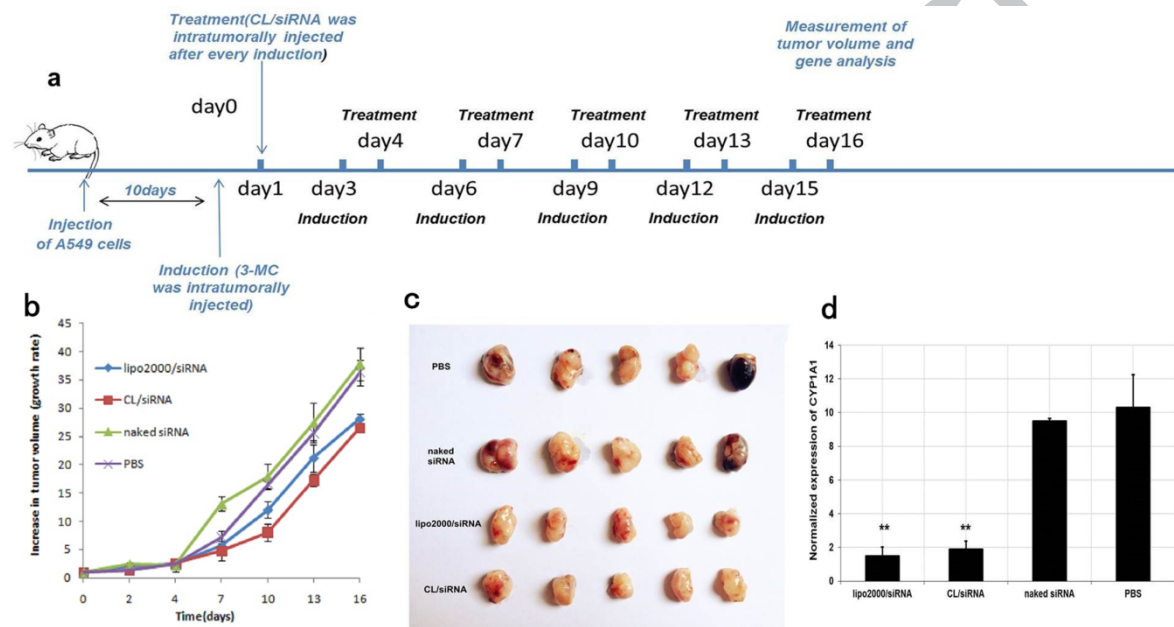 Treatment(CL/siRNA was
intratumorally injected
after every induction)
Measurement of
tumor volume and
gene analysis
a
day0
Treatment Treatment Treatment Treatment Treatment
day4 day7 day10 day13 day16
10days
day1 day3 day6 day9 day12 day15
Induction Induction Induction Induction Induction
Injection
of A549 cells
Induction (3-MC
was intratumorally
injected)
b
Increase in tumor volume (growth rate)
45
40
35
30
25
20
15
10
5
0
lipo2000/siRNA
CL/siRNA
naked siRNA
PBS
0 2 4 7 10 13 16
Time(days)
c
PBS
naked
siRNA
lipo2000/siRNA
CL/siRNA
d
Normalized expression of CYP1A1
14
12
10
8
6
4
2
0
** **
lipo2000/siRNA CL/siRNA naked siRNA PBS